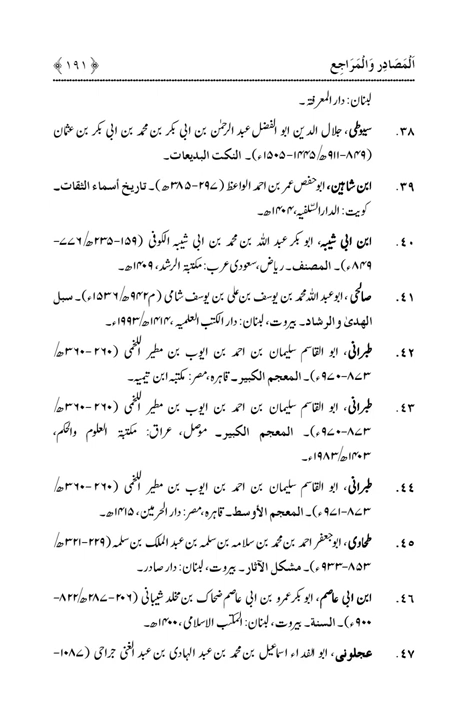 اَلْمَصَادِر وَالْمَرَاجِع ﴿۱۹۱﴾
لبنان: دار المعرفۃ۔
۳۸. سیوطی، جلال الدین ابو الفضل عبد الرحمٰن بن ابی بکر بن محمد بن ابی بکر بن عثمان
(۸۴۹-۹۱۱ھ/۱۴۴۵-۱۵۰۵ء)۔ النکت البدیعات۔
۳۹. ابن شاہین، ابو حفص عمر بن احمد الواعظ (۲۹۷-۳۸۵ھ)۔ تاریخ أسماء الثقات۔
کویت: الدار السّلفیہ، ۱۴۰۴ھ۔
۴۰. ابن ابی شیبہ، ابو بکر عبد اللہ بن محمد بن ابی شیبہ الکوفی (۱۵۹-۲۳۵ھ/۷۷۶-
۸۴۹ء)۔ المصنف۔ ریاض، سعودی عرب: مکتبۃ الرشد، ۱۴۰۹ھ۔
۴۱. صالحی، ابو عبد اللہ محمد بن یوسف بن علی بن یوسف شامی (م۹۴۲ھ/۱۵۳۶ء)۔ سبل
الھدیٰ و الرشاد۔ بیروت، لبنان: دار الکتب العلمیہ، ۱۴۱۴ھ/۱۹۹۳ء۔
۴۲. طبرانی، ابو القاسم سلیمان بن احمد بن ایوب بن مطیر اللخمی (۲۶۰-۳۶۰ھ/
۸۷۳-۹۷۰ء)۔ المعجم الکبیر۔ قاہرہ، مصر: مکتبہ ابن تیمیہ۔
۴۳. طبرانی، ابو القاسم سلیمان بن احمد بن ایوب بن مطیر اللخمی (۲۶۰-۳۶۰ھ/
۸۷۳-۹۷۰ء)۔ المعجم الکبیر۔ موصل، عراق: مکتبۃ العلوم والحکم،
۱۴۰۳ھ/۱۹۸۳ء۔
۴۴. طبرانی، ابو القاسم سلیمان بن احمد بن ایوب بن مطیر اللخمی (۲۶۰-۳۶۰ھ/
۸۷۳-۹۷۱ء)۔ المعجم الأوسط۔ قاہرہ، مصر: دار الحرمین، ۱۴۱۵ھ۔
۴۵. طحاوی، ابو جعفر احمد بن محمد بن سلامہ بن سلمہ بن عبد الملک بن سلمہ (۲۲۹-۳۲۱ھ/
۸۵۳-۹۳۳ء)۔ مشکل الآثار۔ بیروت، لبنان: دار صادر۔
۴۶. ابن ابی عاصم، ابو بکر عمرو بن ابی عاصم ضحاک بن مخلد شیبانی (۲۰۶-۲۸۷ھ/۸۲۲-
۹۰۰ء)۔ السنۃ۔ بیروت، لبنان: المکتب الاسلامی، ۱۴۰۰ھ۔
۴۷. عجلونی، ابو الفداء اسماعیل بن محمد بن عبد الہادی بن عبد الغنی جراحی (۱۰۸۷-